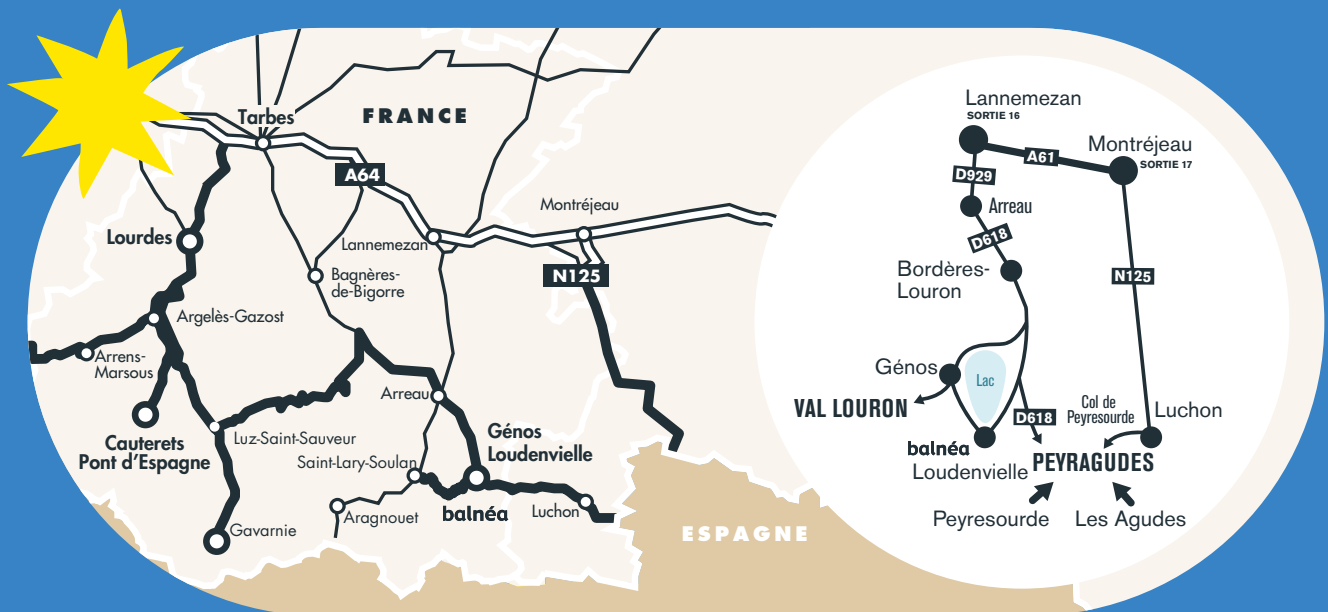 Tarbes
FRANCE
A64
Montréjeau
Lourdes
Lannemezan
N125
Bagnères-
de-Bigorre
Argelès-Gazost
Arrens-
Marsous
Arreau
Cauterets
Pont d'Espagne
Luz-Saint-Sauveur
Génos
Loudenvielle
Saint-Lary-Soulan
balnéa
Luchon
Aragnouet
Gavarnie
ESPAGNE
Lannemezan
SORTIE 16
Montréjeau
SORTIE 17
A61
D929
Arreau
D618
Bordères-
Louron
N125
Génos
Lac
VAL LOURON
D618
Col de
Peyresourde
Luchon
balnéa
Loudenvielle
PEYRAGUDES
Peyresourde
Les Agudes